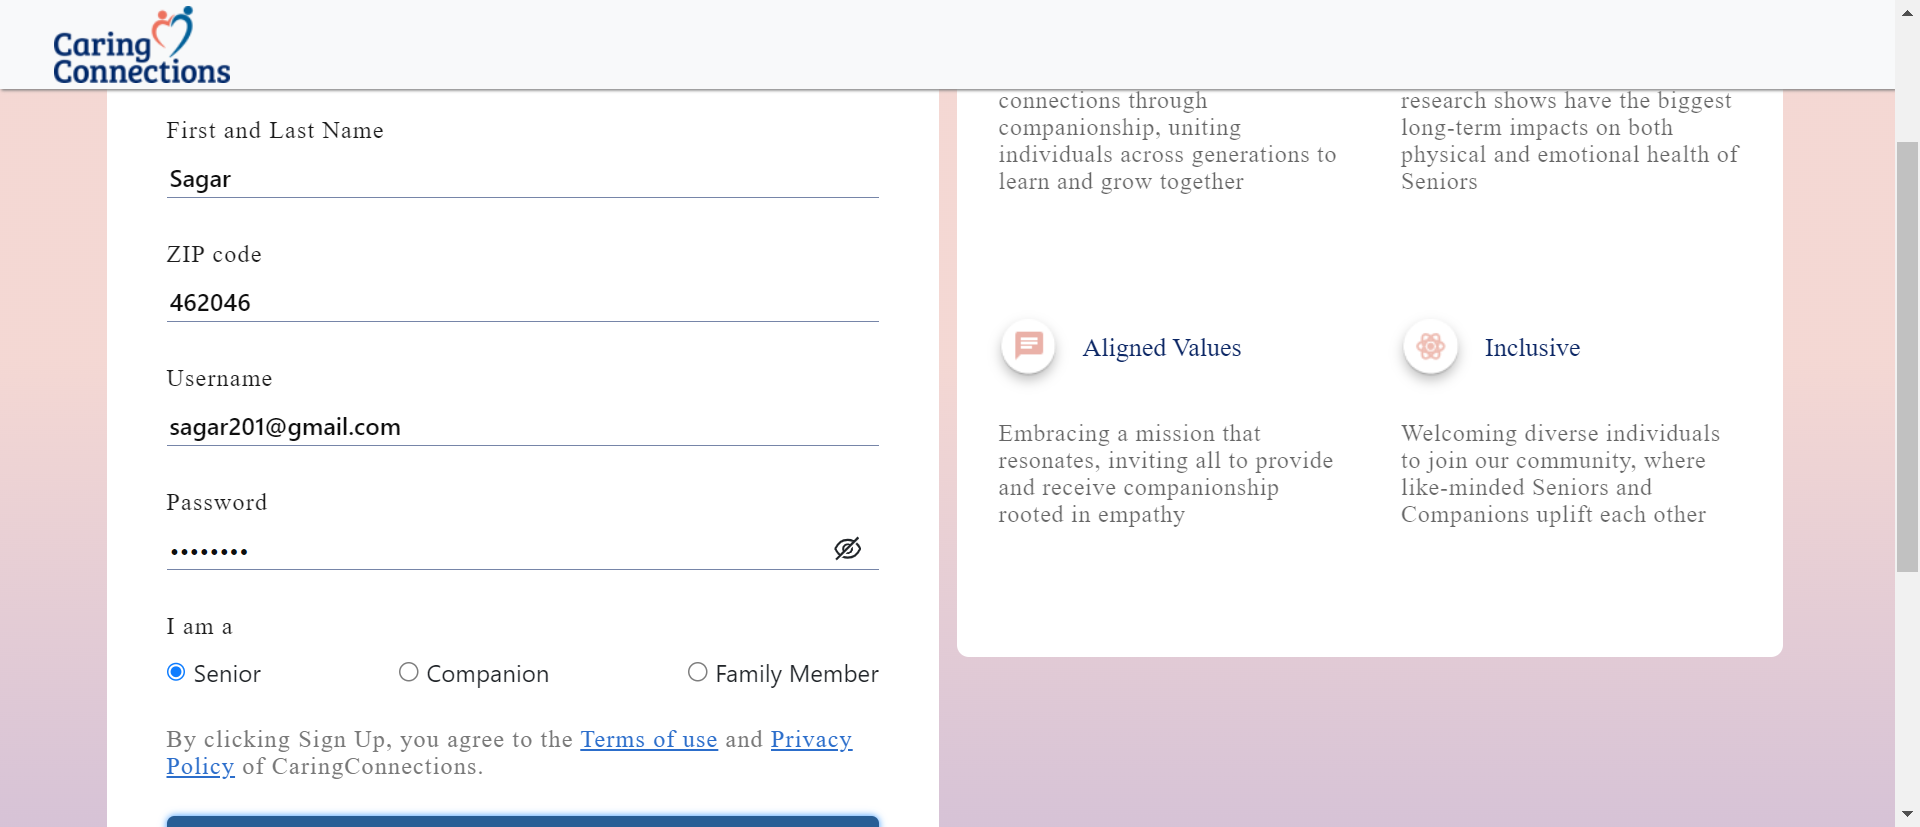 Caring
Connections
First and Last Name
Sagar
ZIP code
462046
Username
sagar201@gmail.com
Password
••••••••
I am a
Senior
Companion
Family Member
By clicking Sign Up, you agree to the Terms of use and Privacy
Policy of CaringConnections.
connections through
companionship, uniting
individuals across generations to
learn and grow together
research shows have the biggest
long-term impacts on both
physical and emotional health of
Seniors
Aligned Values
Embracing a mission that
resonates, inviting all to provide
and receive companionship
rooted in empathy
Inclusive
Welcoming diverse individuals
to join our community, where
like-minded Seniors and
Companions uplift each other